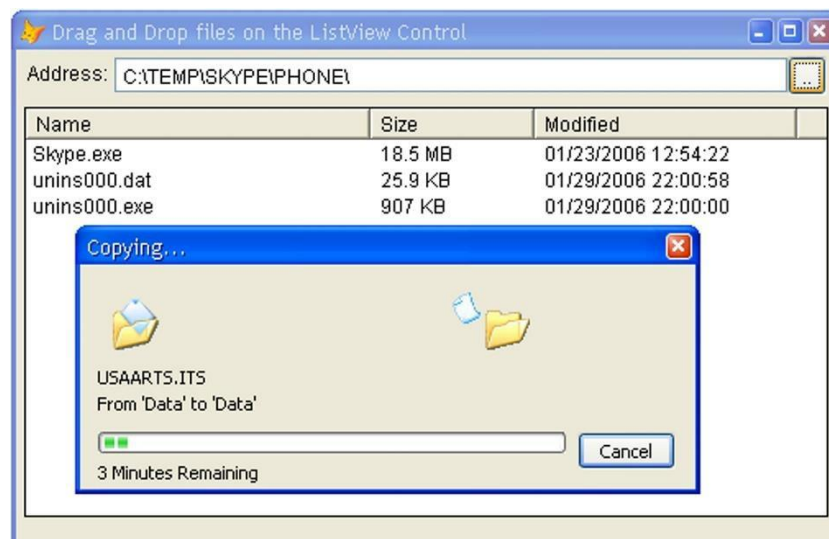 Drag and Drop files on the ListView Control
Address: C:\TEMP\SKYPE\PHONE\ ..
Name Size Modified
Skype.exe 18.5 MB 01/23/2006 12:54:22
unins000.dat 25.9 KB 01/29/2006 22:00:58
unins000.exe 907 KB 01/29/2006 22:00:00
Copying...
USAARTS.ITS
From 'Data' to 'Data'
Cancel
3 Minutes Remaining